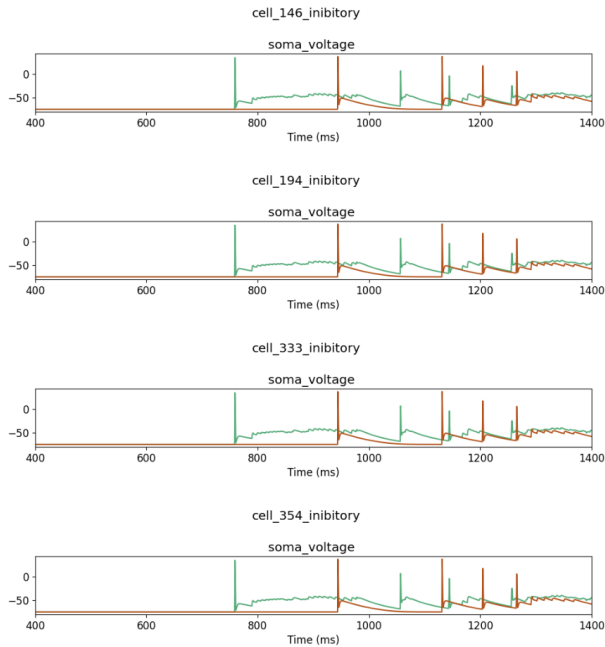 cell_146_inibitory
soma_voltage
0
−50
400 600 800 1000 1200 1400
Time (ms)
cell_194_inibitory
soma_voltage
0
−50
400 600 800 1000 1200 1400
Time (ms)
cell_333_inibitory
soma_voltage
0
−50
400 600 800 1000 1200 1400
Time (ms)
cell_354_inibitory
soma_voltage
0
−50
400 600 800 1000 1200 1400
Time (ms)